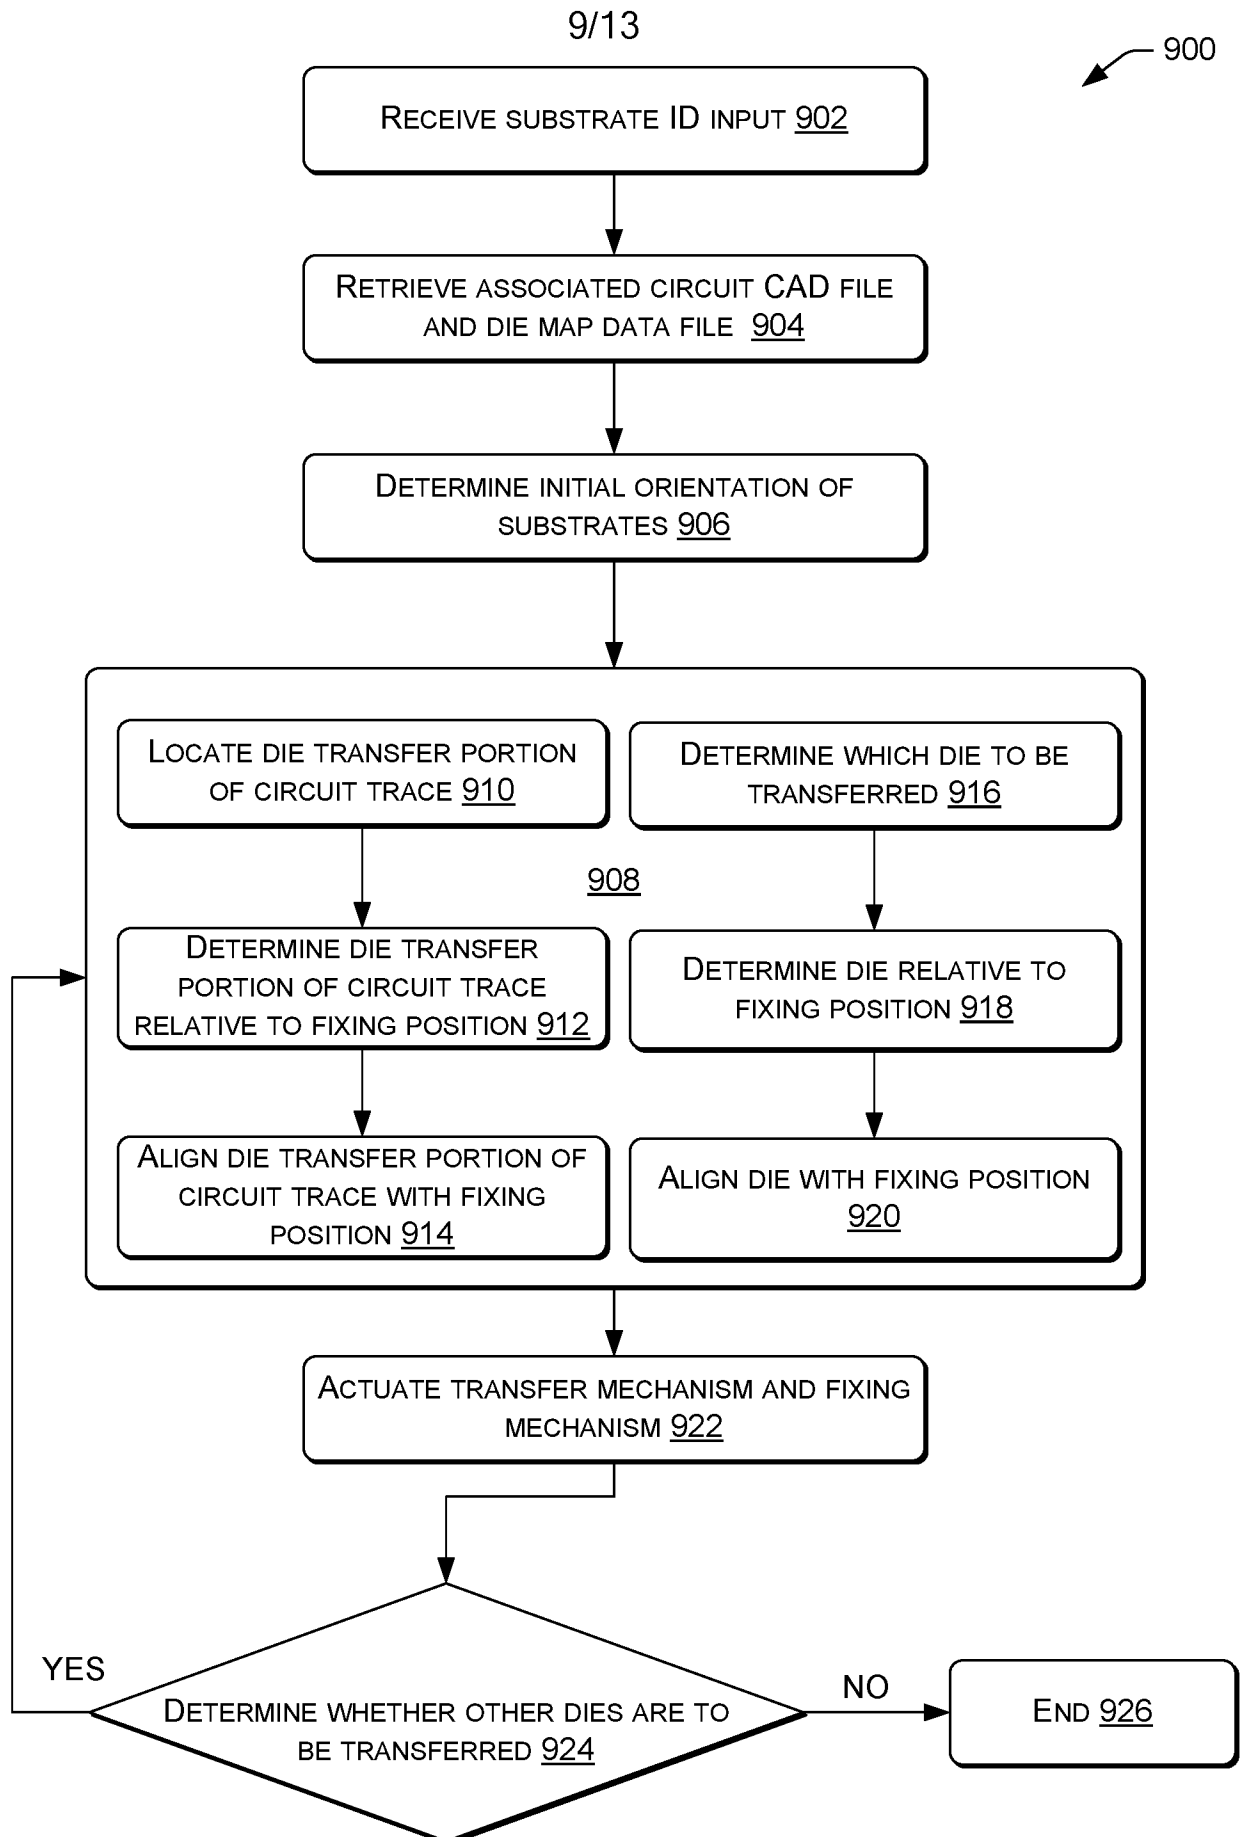 9/13
900
RECEIVE SUBSTRATE ID INPUT 902
RETRIEVE ASSOCIATED CIRCUIT CAD FILE
AND DIE MAP DATA FILE 904
DETERMINE INITIAL ORIENTATION OF
SUBSTRATES 906
LOCATE DIE TRANSFER PORTION
OF CIRCUIT TRACE 910
DETERMINE WHICH DIE TO BE
TRANSFERRED 916
908
DETERMINE DIE TRANSFER
PORTION OF CIRCUIT TRACE
RELATIVE TO FIXING POSITION 912
DETERMINE DIE RELATIVE TO
FIXING POSITION 918
ALIGN DIE TRANSFER PORTION OF
CIRCUIT TRACE WITH FIXING
POSITION 914
ALIGN DIE WITH FIXING POSITION
920
ACTUATE TRANSFER MECHANISM AND FIXING
MECHANISM 922
YES
DETERMINE WHETHER OTHER DIES ARE TO
BE TRANSFERRED 924
NO
END 926